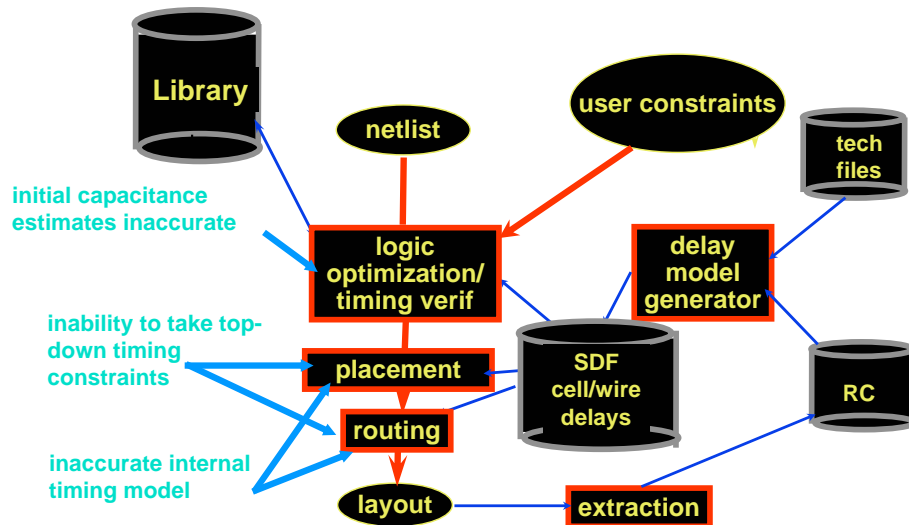 Library
netlist
user constraints
tech
files
initial capacitance
estimates inaccurate
logic
optimization/
timing verif
delay
model
generator
inability to take top-
down timing
constraints
placement
SDF
cell/wire
delays
RC
routing
inaccurate internal
timing model
layout
extraction